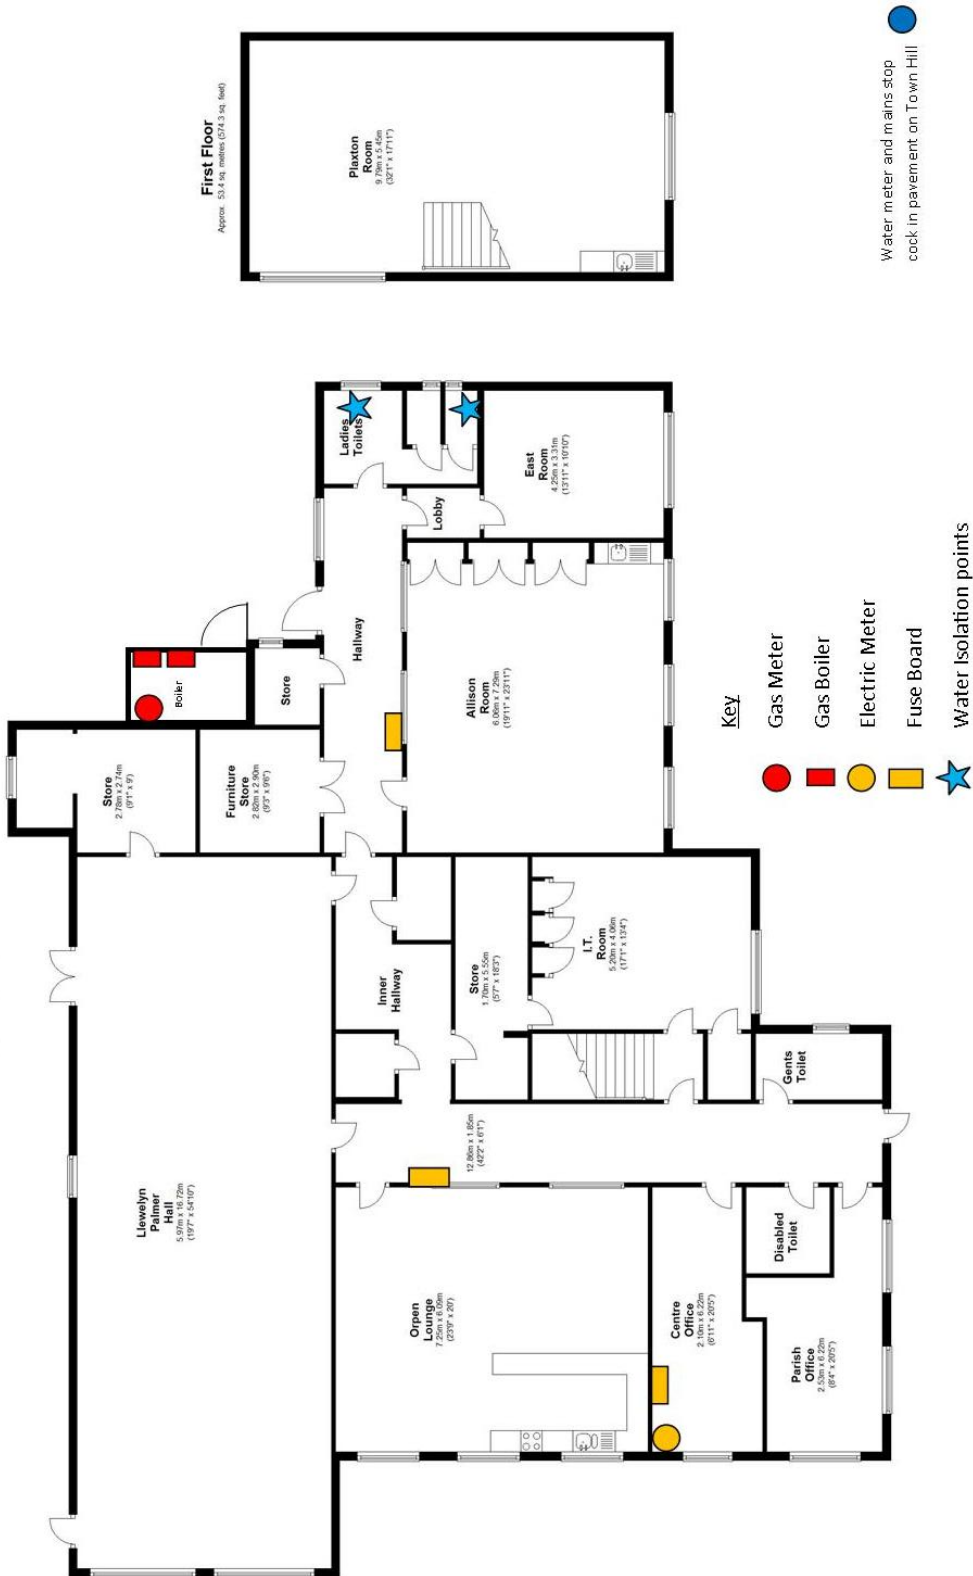 First Floor
Approx. 53.4 sq. metres (574.3 sq. feet)
Plaxton
Room
9.79m x 5.45m
(32'1" x 17'11")
Water meter and mains stop
cock in pavement on Town Hill
Ladies
Toilets
Lobby
East
Room
4.25m x 3.31m
(13'11" x 10'10")
Hallway
Boiler
Store
Allison
Room
6.06m x 7.29m
(19'11" x 23'11")
Store
2.78m x 2.74m
(9'1" x 9')
Furniture
Store
2.82m x 2.90m
(9'3" x 9'6")
Inner
Hallway
Store
1.70m x 5.55m
(5'7" x 18'3")
I.T.
Room
5.20m x 4.06m
(17'1" x 13'4")
Gents
Toilet
12.86m x 1.85m
(42'2" x 6'1")
Llewelyn
Palmer
Hall
5.97m x 16.72m
(19'7" x 54'10")
Orpen
Lounge
7.25m x 6.09m
(23'9" x 20')
Centre
Office
2.10m x 6.22m
(6'11" x 20'5")
Disabled
Toilet
Parish
Office
2.53m x 6.22m
(8'4" x 20'5")
Key
Gas Meter
Gas Boiler
Electric Meter
Fuse Board
Water Isolation points